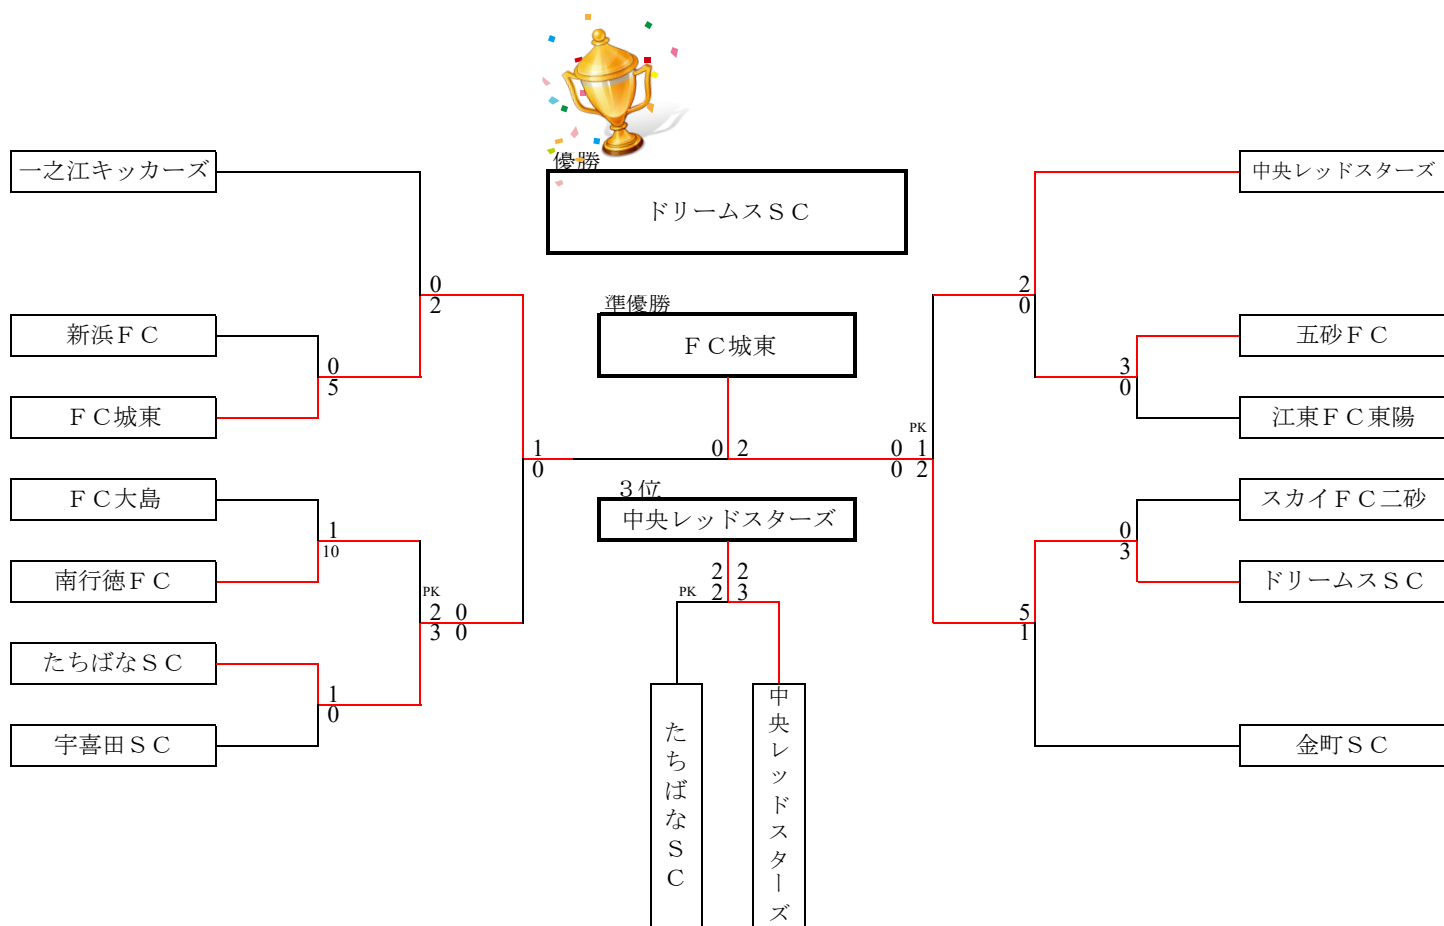 優勝
ドリームスＳＣ
準優勝
ＦＣ城東
３位
中央レッドスターズ
一之江キッカーズ
新浜ＦＣ
ＦＣ城東
ＦＣ大島
南行徳ＦＣ
たちばなＳＣ
宇喜田ＳＣ
0
2
0
5
1
10
PK
2 0
3 0
1
0
1
0
0 2
PK
0 1
0 2
2
0
3
0
0
3
5
1
中央レッドスターズ
五砂ＦＣ
江東ＦＣ東陽
スカイＦＣ二砂
ドリームスＳＣ
金町ＳＣ
2 2
PK 2 3
たちばなＳＣ
中央レッドスターズ